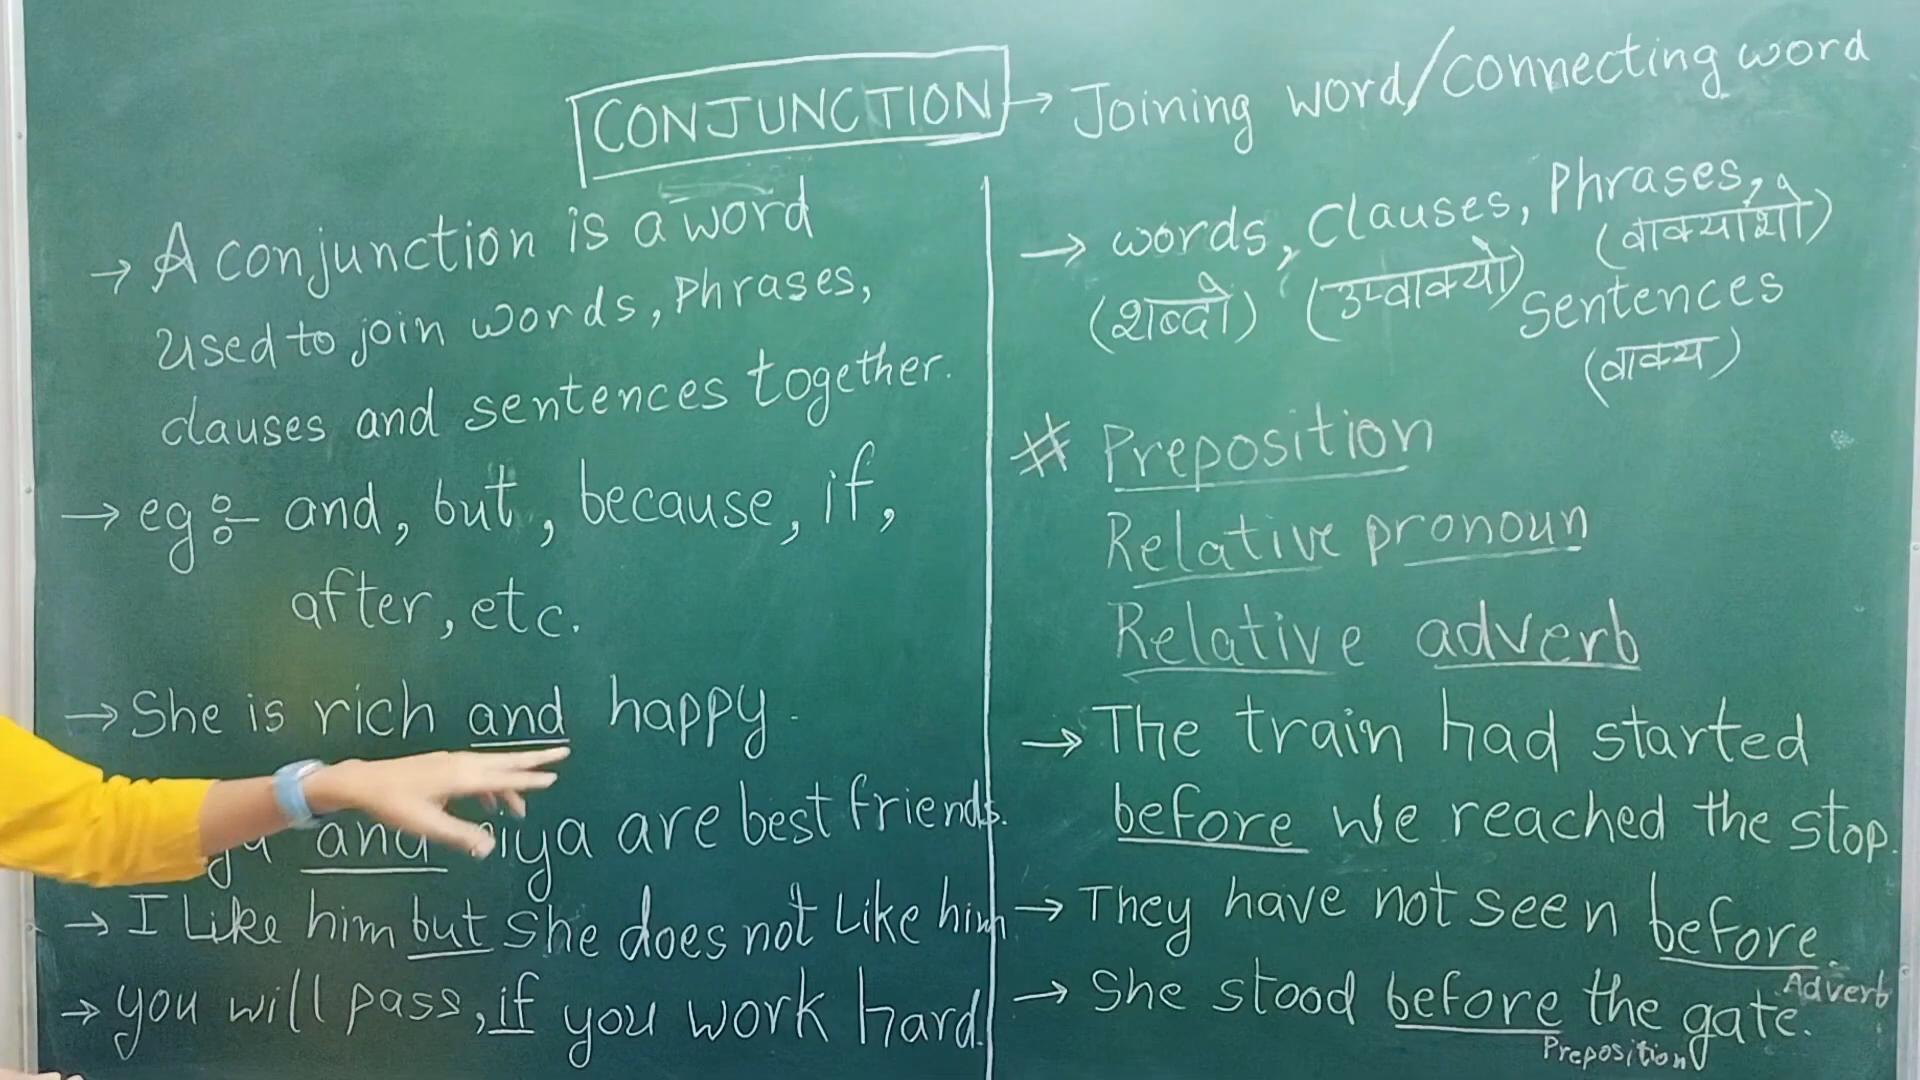 CONJUNCTION → Joining word/connecting word
→ A conjunction is a word
used to join words, Phrases,
clauses and sentences together.
→ eg:- and, but, because, if,
after, etc.
→ She is rich and happy.
and are best friends.
→ I Like him but She does not Like him
→ you will pass, if you work hard.
→ words, Clauses, Phrases,
(शब्दो) (उपवाक्यो) (वाक्यांशो)
Sentences
(वाक्य)
# Preposition
Relative pronoun
Relative adverb
→ The train had started
before we reached the stop.
→ They have not seen before.
Adverb
→ She stood before the gate.
Preposition